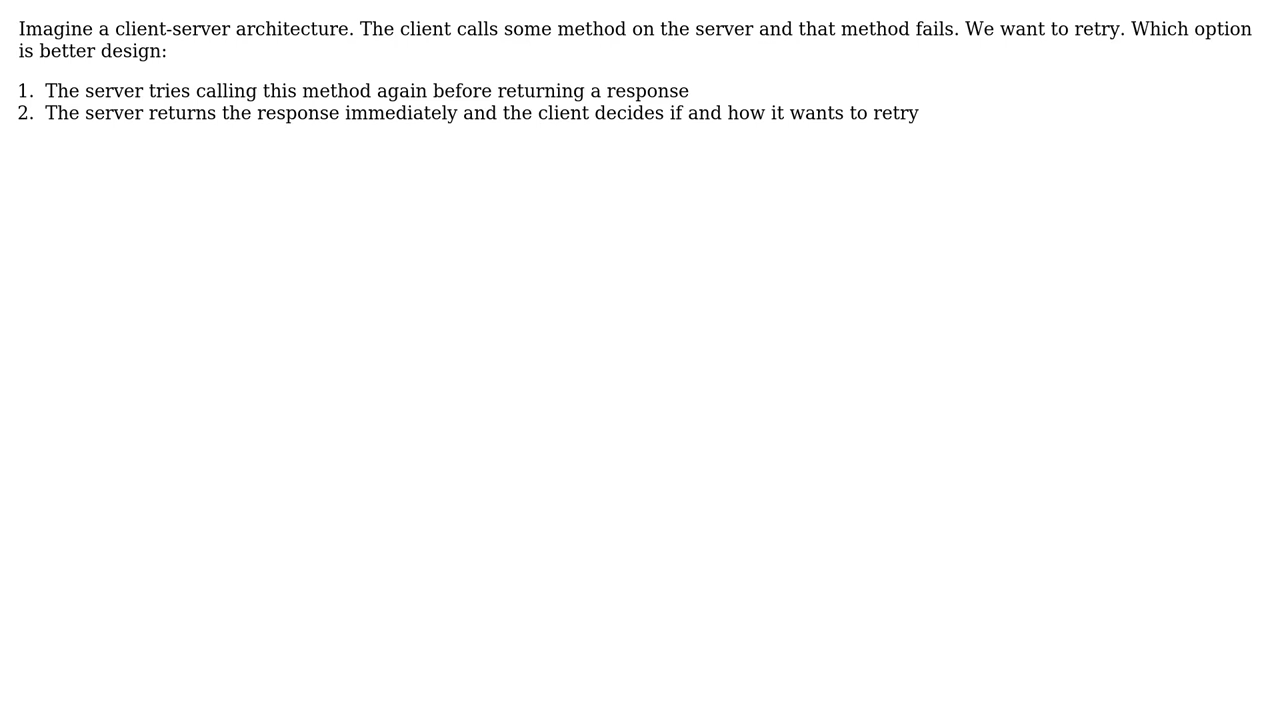 Imagine a client-server architecture. The client calls some method on the server and that method fails. We want to retry. Which option
is better design:
1. The server tries calling this method again before returning a response
2. The server returns the response immediately and the client decides if and how it wants to retry